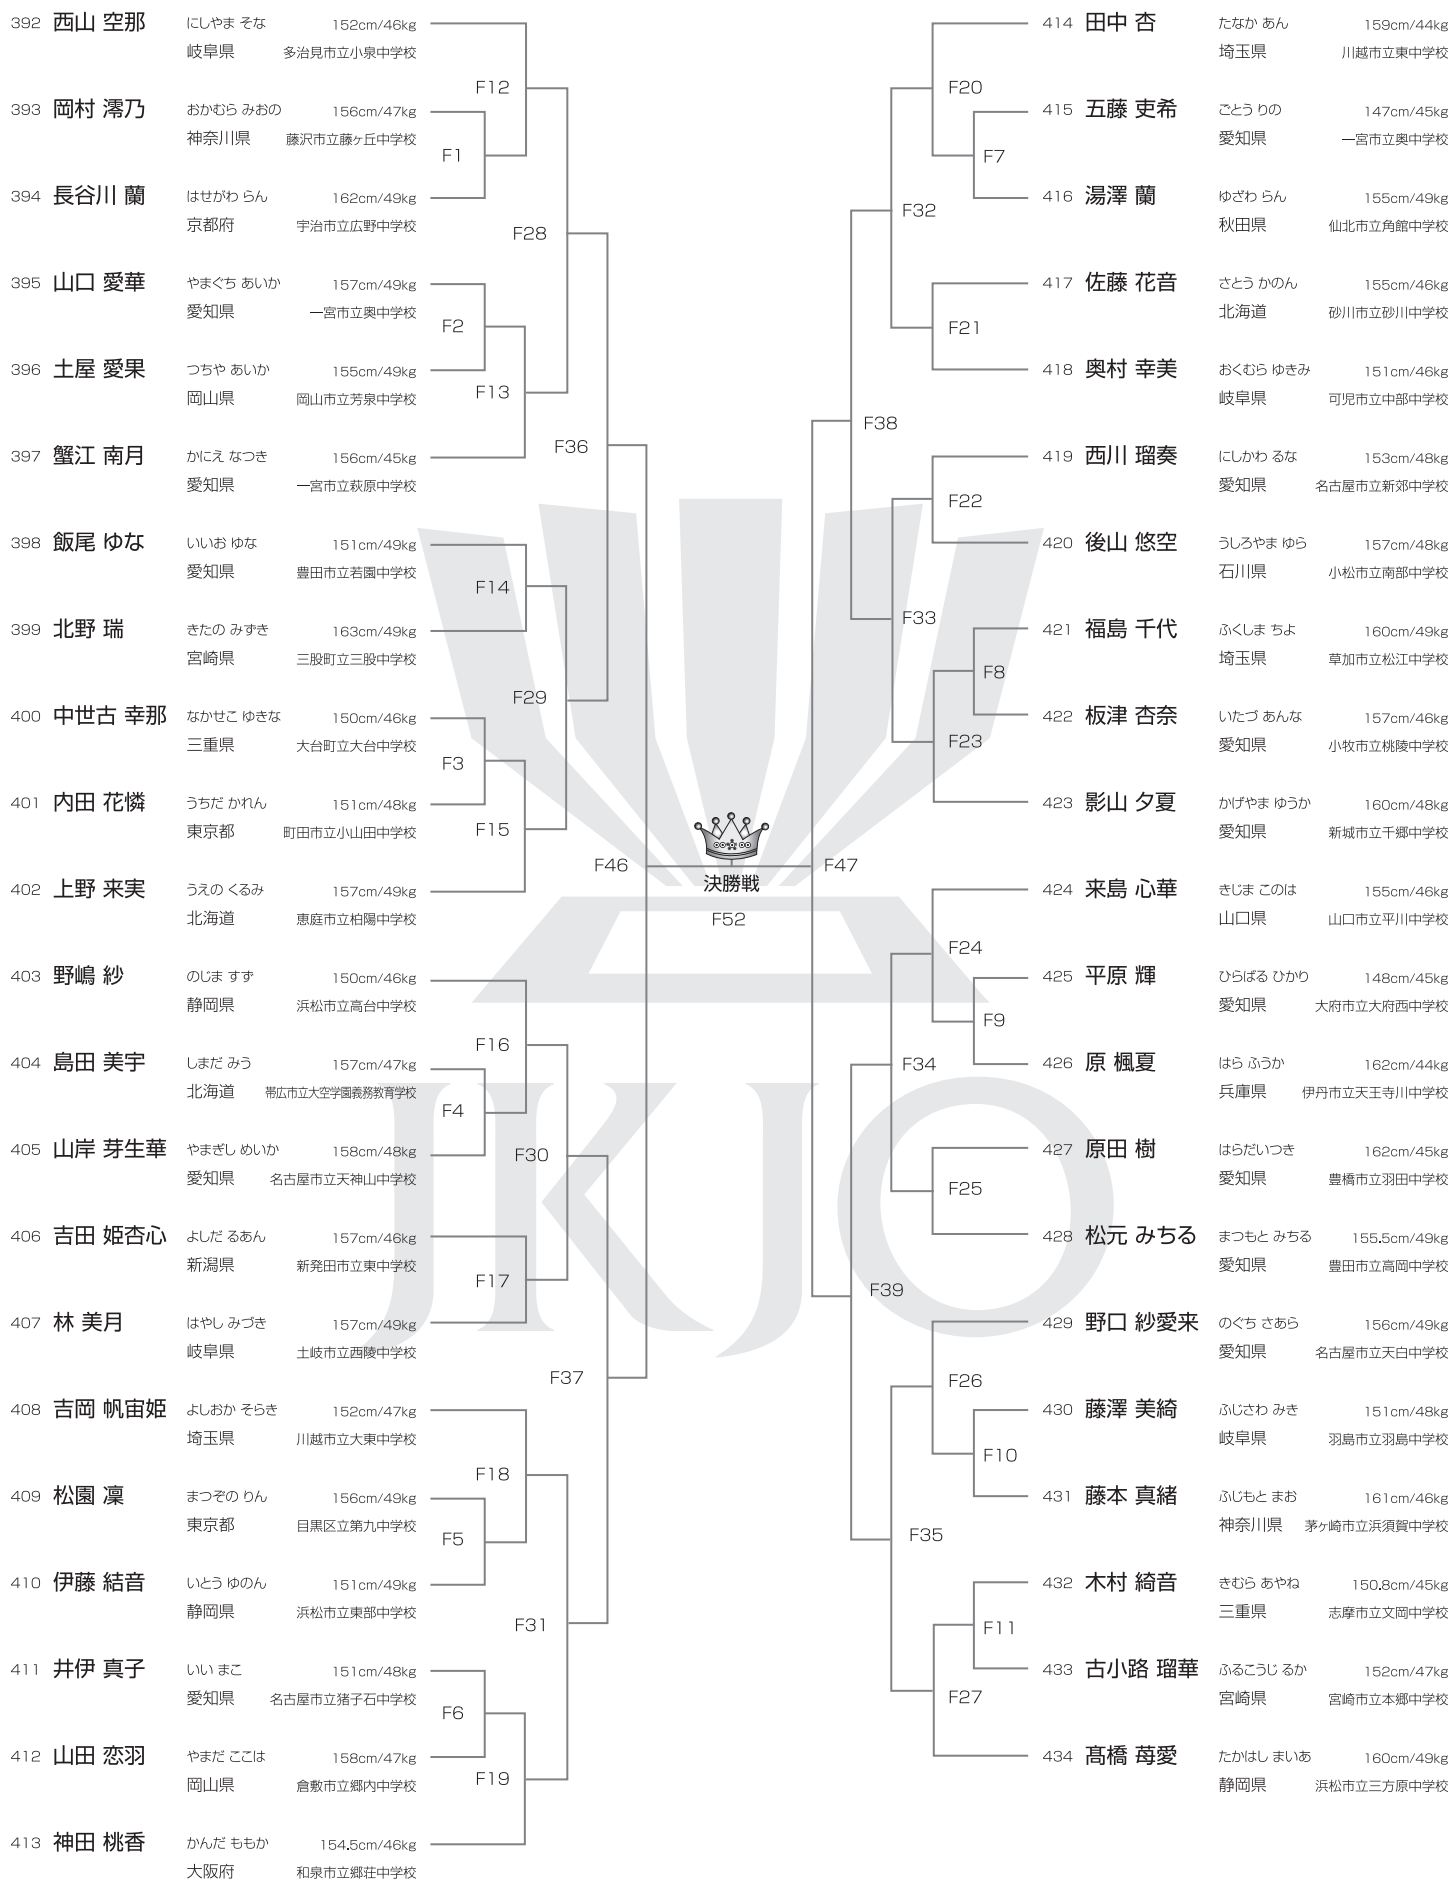 392 西山 空那 にしやま そな 152cm/46kg
岐阜県 多治見市立小泉中学校
F12
393 岡村 澪乃 おかむら みおの 156cm/47kg
神奈川県 藤沢市立藤ヶ丘中学校
F1
394 長谷川 蘭 はせがわ らん 162cm/49kg
京都府 宇治市立広野中学校
F28
395 山口 愛華 やまぐち あいか 157cm/49kg
愛知県 一宮市立奥中学校
F2
396 土屋 愛果 つちや あいか 155cm/49kg
岡山県 岡山市立芳泉中学校
F13
F36
397 蟹江 南月 かにえ なつき 156cm/45kg
愛知県 一宮市立萩原中学校
398 飯尾 ゆな いいお ゆな 151cm/49kg
愛知県 豊田市立若園中学校
F14
399 北野 瑞 きたの みずき 163cm/49kg
宮崎県 三股町立三股中学校
F29
400 中世古 幸那 なかせこ ゆきな 150cm/46kg
三重県 大台町立大台中学校
F3
401 内田 花憐 うちだ かれん 151cm/48kg
東京都 町田市立小山田中学校
F15
402 上野 来実 うえの くるみ 157cm/49kg
北海道 恵庭市立柏陽中学校
403 野嶋 紗 のじま すず 150cm/46kg
静岡県 浜松市立高台中学校
F16
404 島田 美宇 しまだ みう 157cm/47kg
北海道 帯広市立大空学園義務教育学校
F4
405 山岸 芽生華 やまぎし めいか 158cm/48kg
愛知県 名古屋市立天神山中学校
F30
406 吉田 姫杏心 よしだ るあん 157cm/46kg
新潟県 新発田市立東中学校
F17
407 林 美月 はやし みづき 157cm/49kg
岐阜県 土岐市立西陵中学校
F37
408 吉岡 帆宙姫 よしおか そらき 152cm/47kg
埼玉県 川越市立大東中学校
F18
409 松園 凜 まつぞの りん 156cm/49kg
東京都 目黒区立第九中学校
F5
410 伊藤 結音 いとう ゆのん 151cm/49kg
静岡県 浜松市立東部中学校
F31
411 井伊 真子 いい まこ 151cm/48kg
愛知県 名古屋市立猪子石中学校
F6
412 山田 恋羽 やまだ ここは 158cm/47kg
岡山県 倉敷市立郷内中学校
F19
413 神田 桃香 かんだ ももか 154.5cm/46kg
大阪府 和泉市立郷荘中学校
F46
決勝戦
F52
F47
JKJO
414 田中 杏 たなか あん 159cm/44kg
埼玉県 川越市立東中学校
F20
415 五藤 吏希 ごとう りの 147cm/45kg
愛知県 一宮市立奥中学校
F7
416 湯澤 蘭 ゆざわ らん 155cm/49kg
秋田県 仙北市立角館中学校
F32
417 佐藤 花音 さとう かのん 155cm/46kg
北海道 砂川市立砂川中学校
F21
418 奥村 幸美 おくむら ゆきみ 151cm/46kg
岐阜県 可児市立中部中学校
F38
419 西川 瑠奏 にしかわ るな 153cm/48kg
愛知県 名古屋市立新郊中学校
F22
420 後山 悠空 うしろやま ゆら 157cm/48kg
石川県 小松市立南部中学校
F33
421 福島 千代 ふくしま ちよ 160cm/49kg
埼玉県 草加市立松江中学校
F8
422 板津 杏奈 いたづ あんな 157cm/46kg
愛知県 小牧市立桃陵中学校
F23
423 影山 夕夏 かげやま ゆうか 160cm/48kg
愛知県 新城市立千郷中学校
424 来島 心華 きじま このは 155cm/46kg
山口県 山口市立平川中学校
F24
425 平原 輝 ひらばる ひかり 148cm/45kg
愛知県 大府市立大府西中学校
F9
426 原 楓夏 はら ふうか 162cm/44kg
兵庫県 伊丹市立天王寺川中学校
F34
427 原田 樹 はらだいつき 162cm/45kg
愛知県 豊橋市立羽田中学校
F25
428 松元 みちる まつもと みちる 155.5cm/49kg
愛知県 豊田市立高岡中学校
F39
429 野口 紗愛来 のぐち さあら 156cm/49kg
愛知県 名古屋市立天白中学校
F26
430 藤澤 美綺 ふじさわ みき 151cm/48kg
岐阜県 羽島市立羽島中学校
F10
431 藤本 真緒 ふじもと まお 161cm/46kg
神奈川県 茅ヶ崎市立浜須賀中学校
F35
432 木村 綺音 きむら あやね 150.8cm/45kg
三重県 志摩市立文岡中学校
F11
433 古小路 瑠華 ふるこうじ るか 152cm/47kg
宮崎県 宮崎市立本郷中学校
F27
434 髙橋 苺愛 たかはし まいあ 160cm/49kg
静岡県 浜松市立三方原中学校